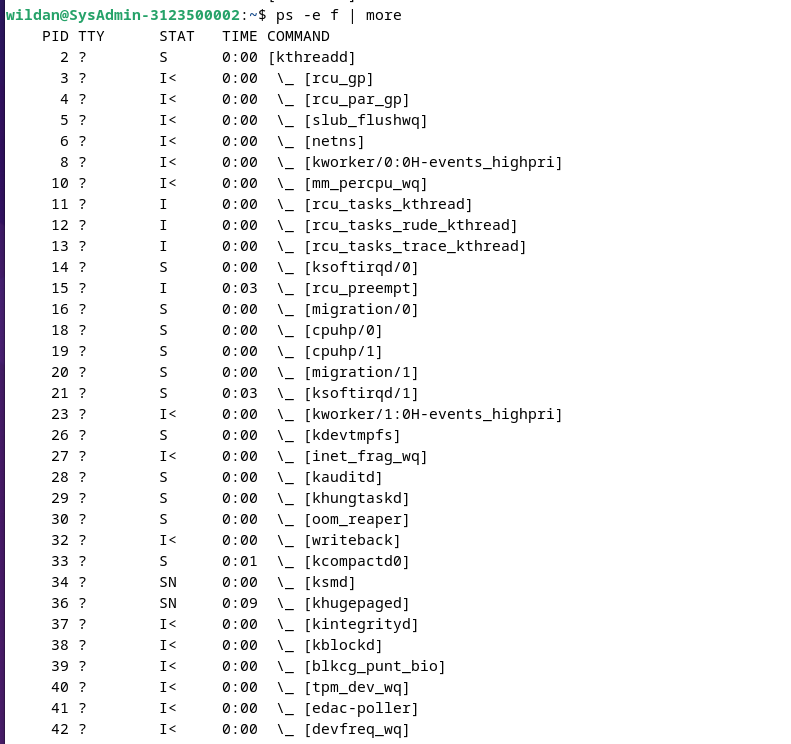 wildan@SysAdmin-3123500002:~$ ps -e f | more
PID TTY STAT TIME COMMAND
2 ? S 0:00 [kthreadd]
3 ? I< 0:00 \_ [rcu_gp]
4 ? I< 0:00 \_ [rcu_par_gp]
5 ? I< 0:00 \_ [slub_flushwq]
6 ? I< 0:00 \_ [netns]
8 ? I< 0:00 \_ [kworker/0:0H-events_highpri]
10 ? I< 0:00 \_ [mm_percpu_wq]
11 ? I 0:00 \_ [rcu_tasks_kthread]
12 ? I 0:00 \_ [rcu_tasks_rude_kthread]
13 ? I 0:00 \_ [rcu_tasks_trace_kthread]
14 ? S 0:00 \_ [ksoftirqd/0]
15 ? I 0:03 \_ [rcu_preempt]
16 ? S 0:00 \_ [migration/0]
18 ? S 0:00 \_ [cpuhp/0]
19 ? S 0:00 \_ [cpuhp/1]
20 ? S 0:00 \_ [migration/1]
21 ? S 0:03 \_ [ksoftirqd/1]
23 ? I< 0:00 \_ [kworker/1:0H-events_highpri]
26 ? S 0:00 \_ [kdevtmpfs]
27 ? I< 0:00 \_ [inet_frag_wq]
28 ? S 0:00 \_ [kauditd]
29 ? S 0:00 \_ [khungtaskd]
30 ? S 0:00 \_ [oom_reaper]
32 ? I< 0:00 \_ [writeback]
33 ? S 0:01 \_ [kcompactd0]
34 ? SN 0:00 \_ [ksmd]
36 ? SN 0:09 \_ [khugepaged]
37 ? I< 0:00 \_ [kintegrityd]
38 ? I< 0:00 \_ [kblockd]
39 ? I< 0:00 \_ [blkcg_punt_bio]
40 ? I< 0:00 \_ [tpm_dev_wq]
41 ? I< 0:00 \_ [edac-poller]
42 ? I< 0:00 \_ [devfreq_wq]